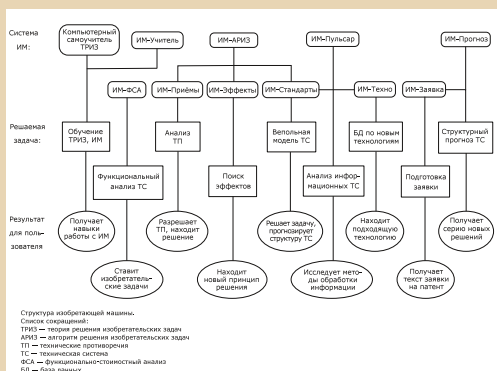 Система
ИМ:
Компьютерный
самоучитель
ТРИЗ
ИМ-Учитель
ИМ-АРИЗ
ИМ-Пульсар
ИМ-Прогноз
ИМ-ФСА
ИМ-Приёмы
ИМ-Эффекты
ИМ-Стандарты
ИМ-Техно
ИМ-Заявка
Решаемая
задача:
Обучение
ТРИЗ, ИМ
Анализ
ТП
Вепольная
модель ТС
БД по новым
технологиям
Структурный
прогноз ТС
Функциональный
анализ ТС
Поиск
эффектов
Анализ инфор-
мационных ТС
Подготовка
заявки
Результат
для поль-
зователя
Получает
навыки
работы с ИМ
Разрешает
ТП, находит
решение
Решает задачу,
прогнозирует
структуру ТС
Находит
подходящую
технологию
Получает
серию новых
решений
Ставит
изобретатель-
ские задачи
Находит
новый принцип
решения
Исследует мето-
ды обработки
информации
Получает
текст заявки
на патент
Структура изобретающей машины.
Список сокращений:
ТРИЗ — теория решения изобретательских задач
АРИЗ — алгоритм решения изобретательских задач
ТП — технические противоречия
ТС — техническая система
ФСА — функционально-стоимостный анализ
БД — база данных